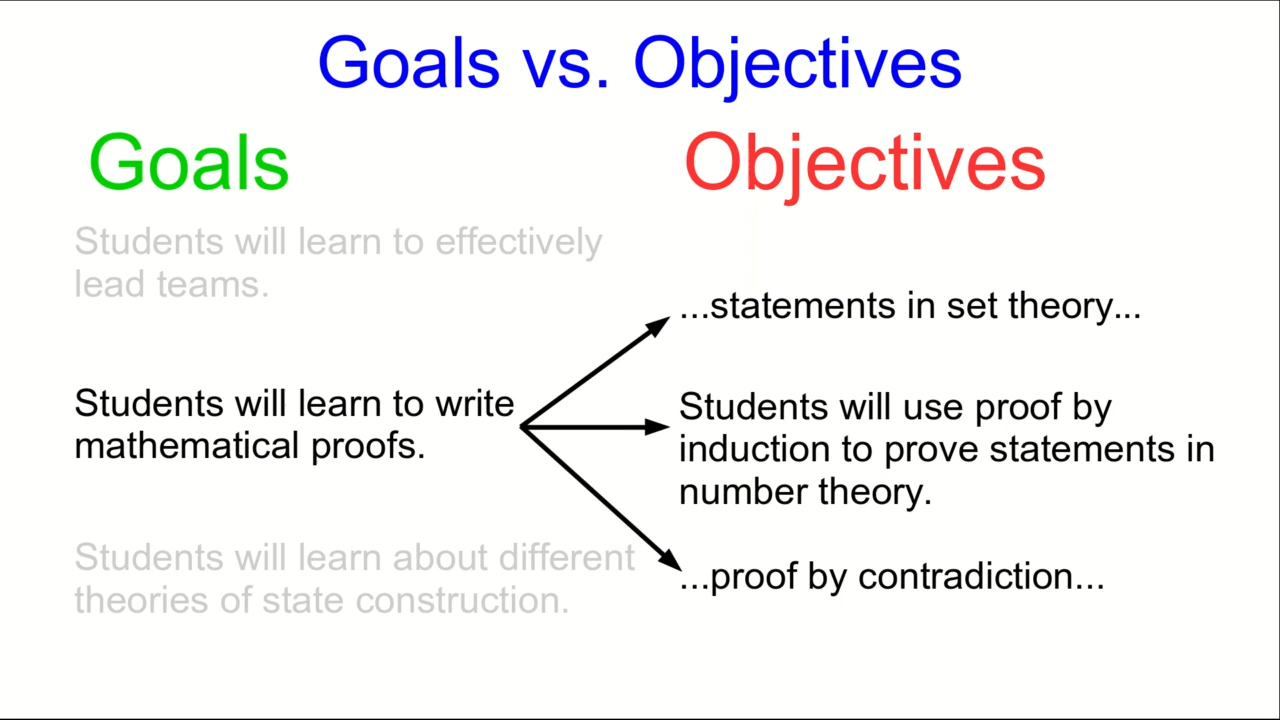 Goals vs. Objectives
Goals
Students will learn to effectively
lead teams.
Students will learn to write
mathematical proofs.
Students will learn about different
theories of state construction.
Objectives
...statements in set theory...
Students will use proof by
induction to prove statements in
number theory.
...proof by contradiction...